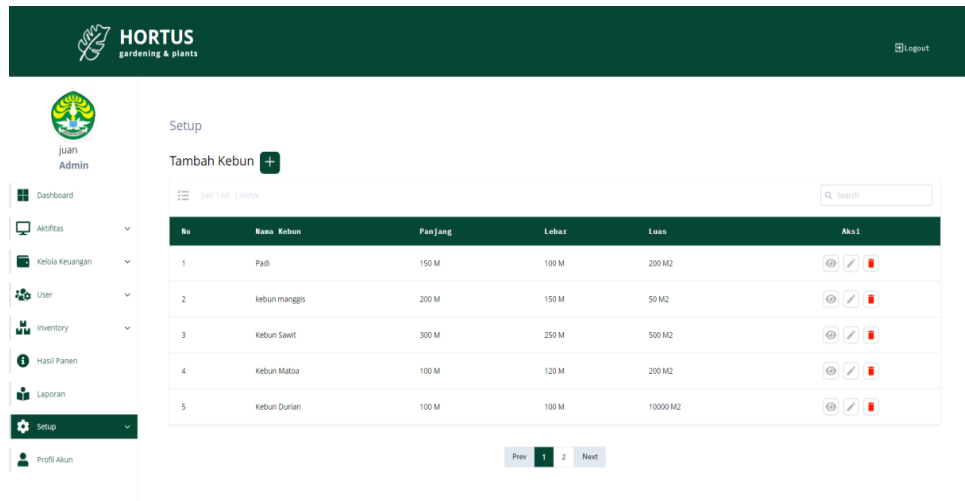 HORTUS
gardening & plants
Logout
juan
Admin
Dashboard
Aktifitas
Kelola Keuangan
User
Inventory
Hasil Panen
Laporan
Setup
Profil Akun
Setup
Tambah Kebun +
DAFTAR LAHAN
Search
No Nama Kebun Panjang Lebar Luas Aksi
1 Padi 150 M 100 M 200 M2
2 kebun manggis 200 M 150 M 50 M2
3 Kebun Sawit 300 M 250 M 500 M2
4 Kebun Matoa 100 M 120 M 200 M2
5 Kebun Durian 100 M 100 M 10000 M2
Prev 1 2 Next